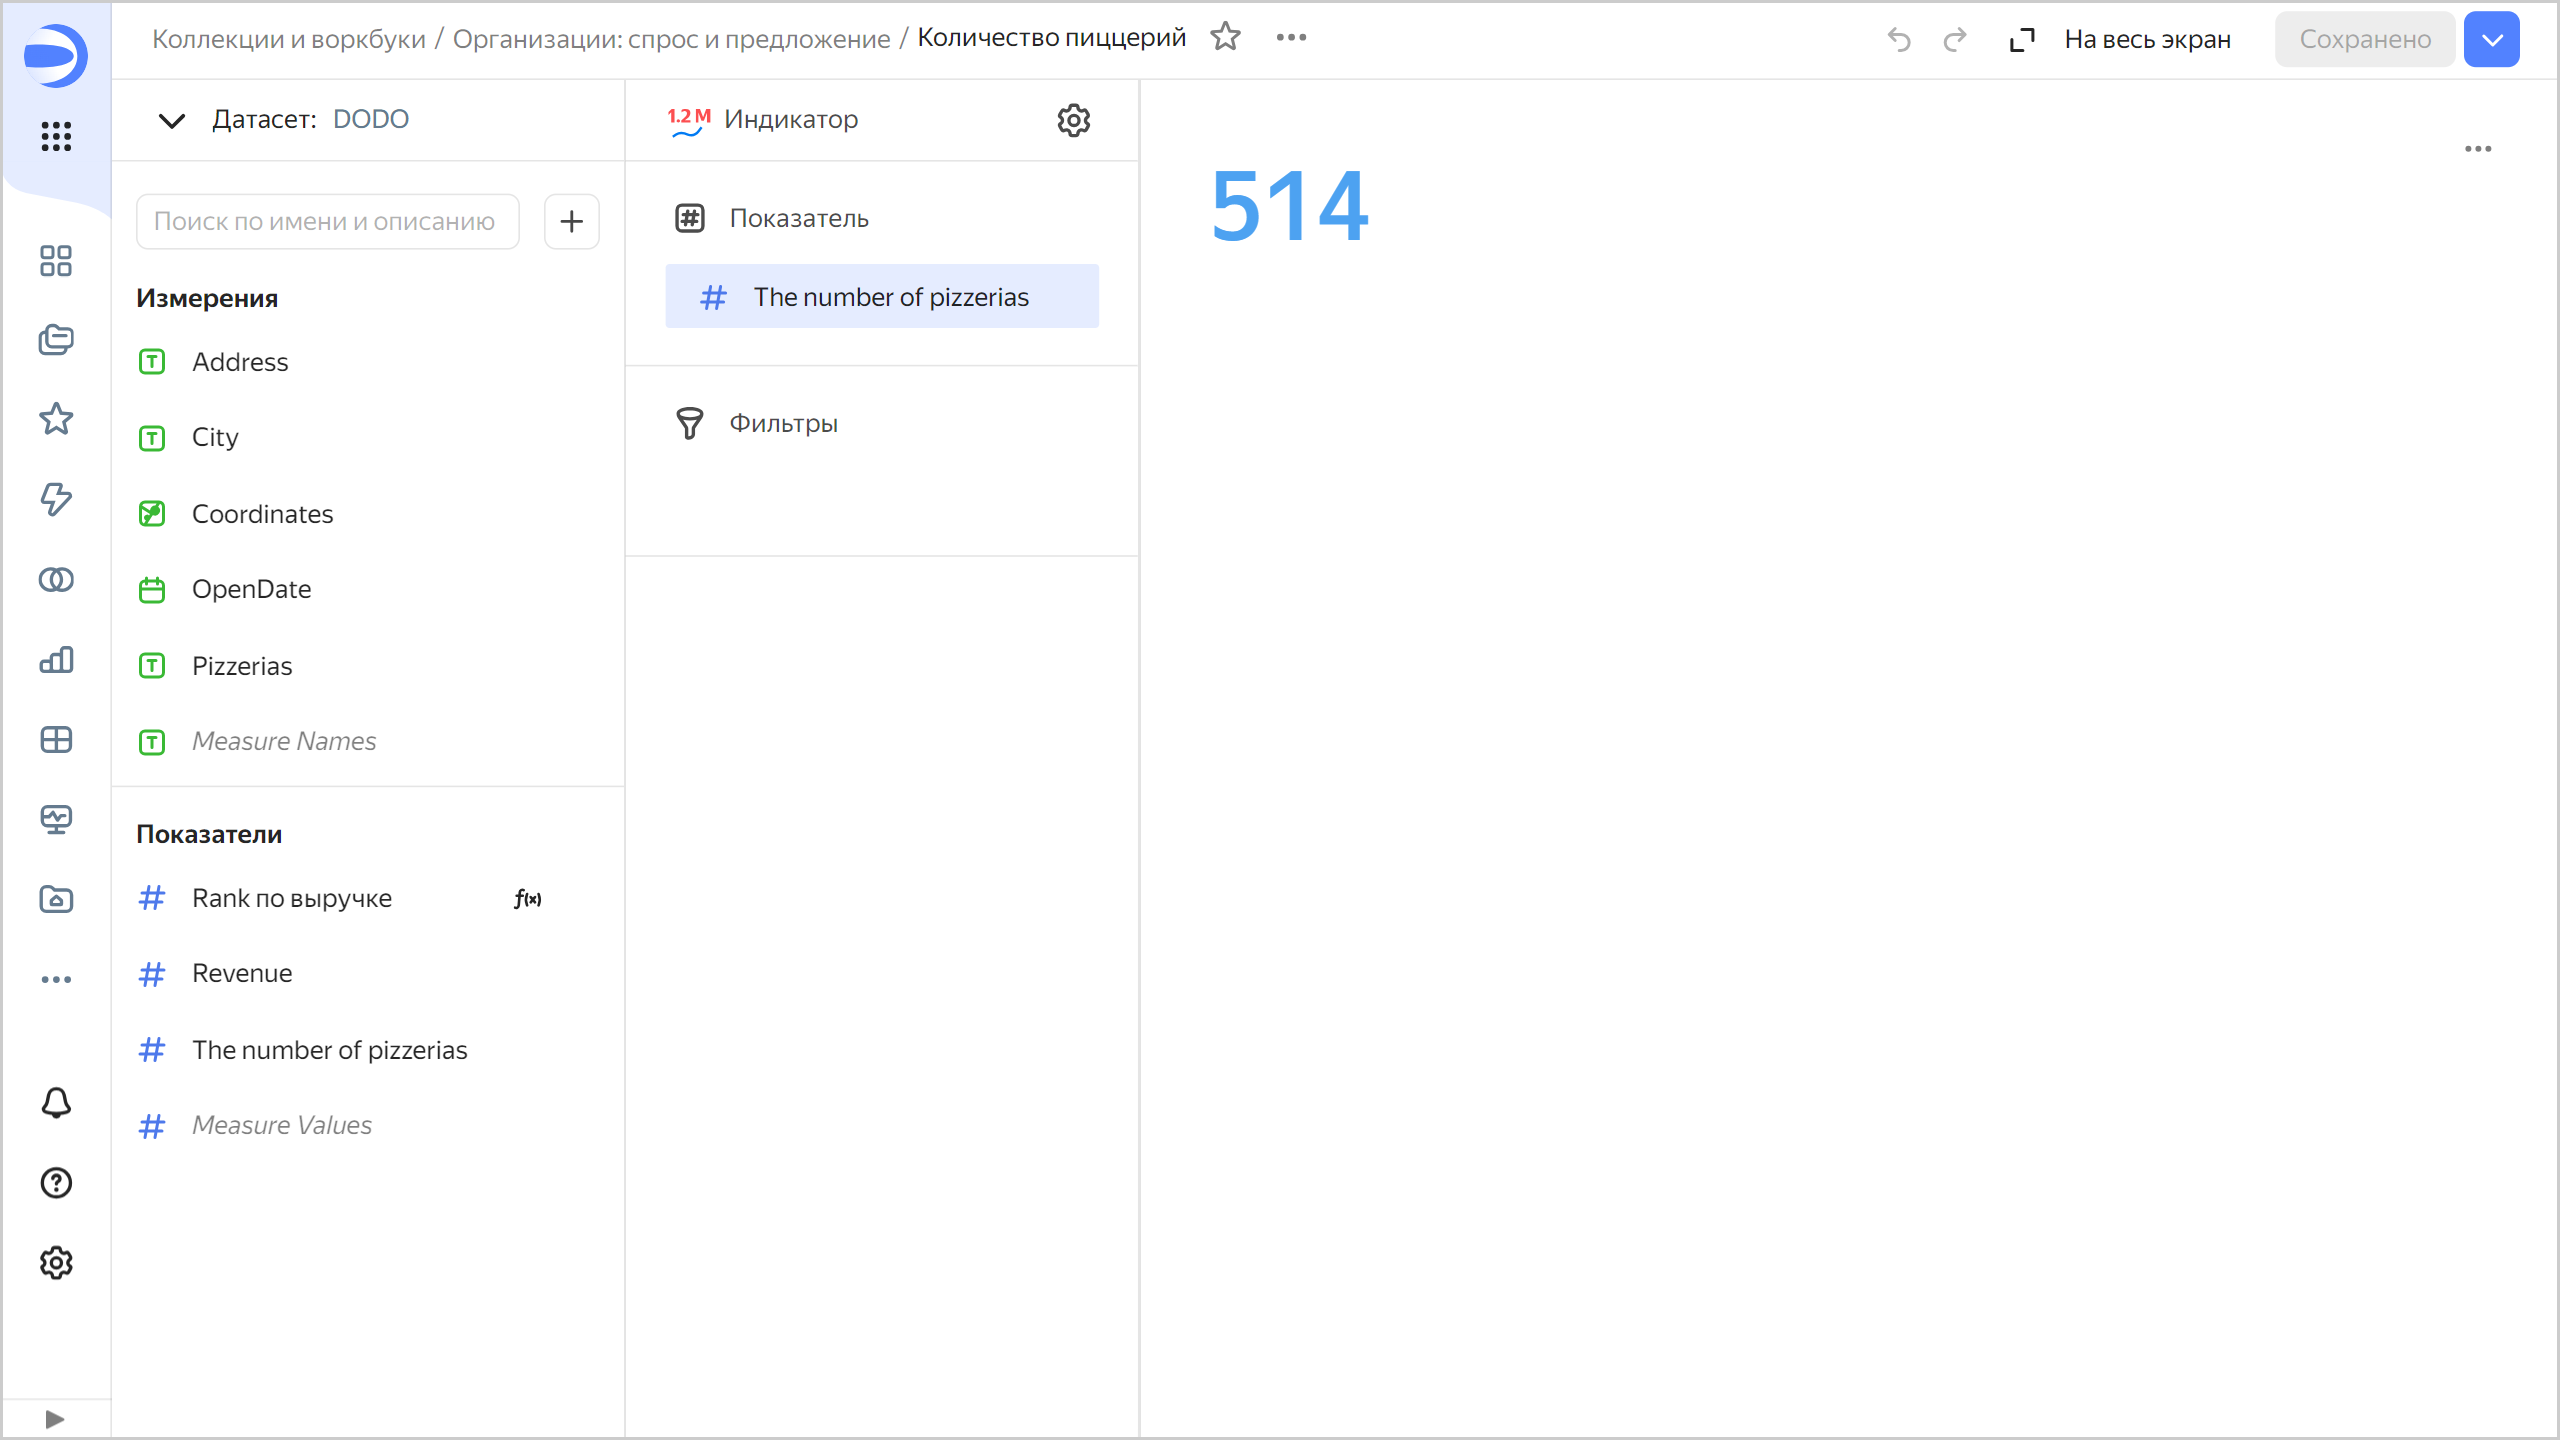 Коллекции и воркбуки / Организации: спрос и предложение / Количество пиццерий
На весь экран
Сохранено
Датасет: DODO
Поиск по имени и описанию
Измерения
Address
City
Coordinates
OpenDate
Pizzerias
Measure Names
Показатели
Rank по выручке ƒ(x)
Revenue
The number of pizzerias
Measure Values
1.2 M Индикатор
Показатель
The number of pizzerias
Фильтры
514